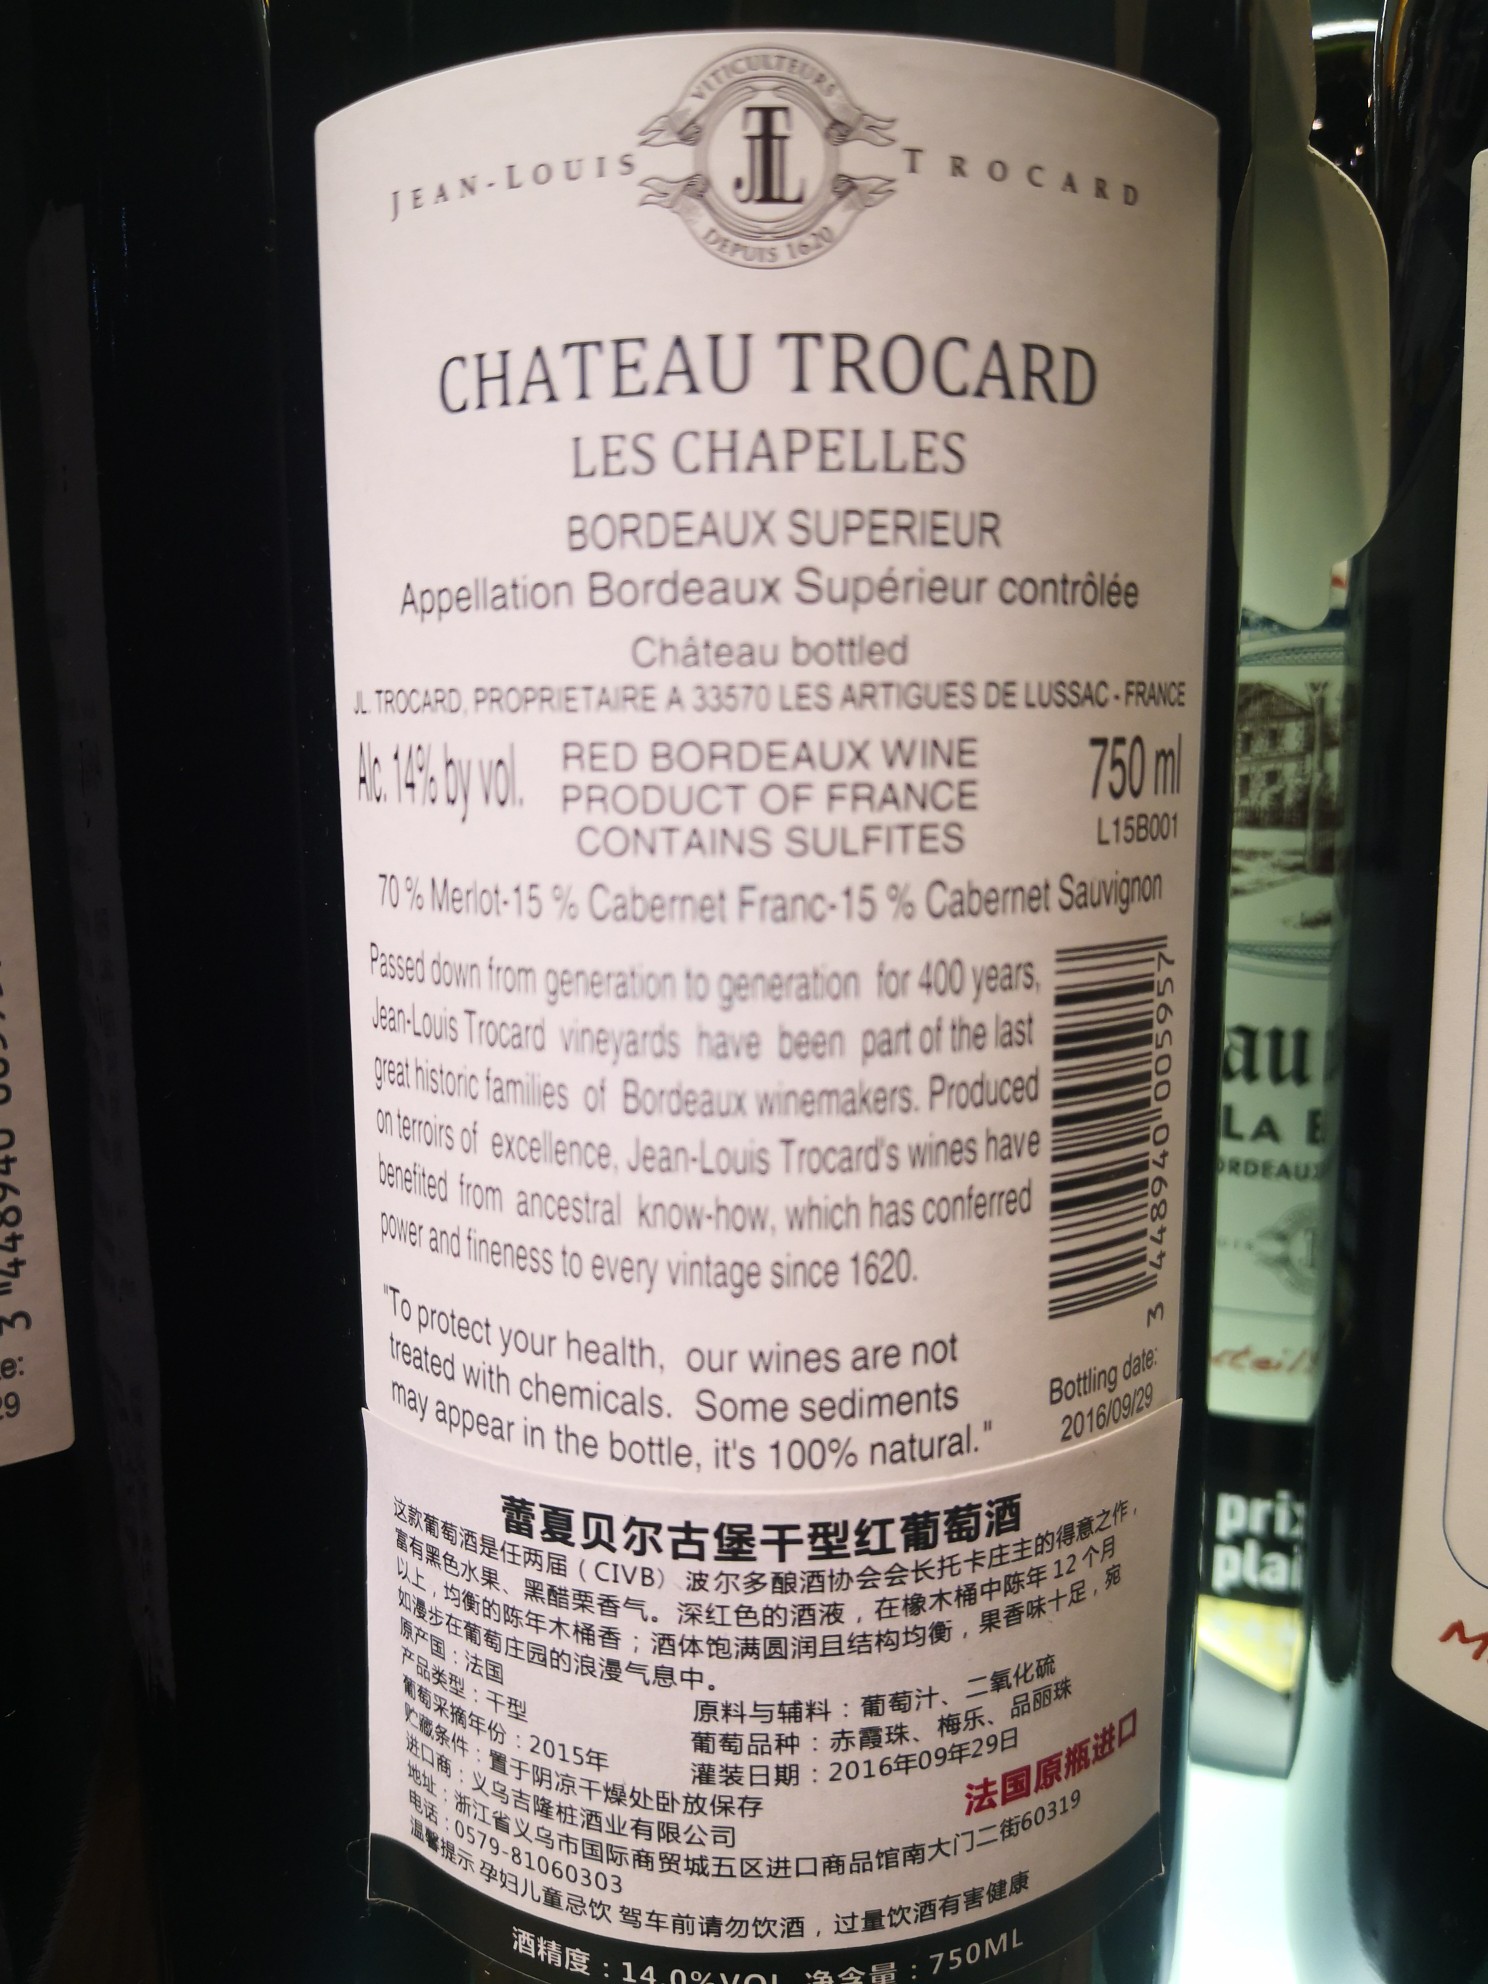 VITICULTEURS
JEAN-LOUIS JTL TROCARD
DEPUIS 1620
CHATEAU TROCARD
LES CHAPELLES
BORDEAUX SUPERIEUR
Appellation Bordeaux Supérieur contrôlée
Château bottled
JL. TROCARD, PROPRIETAIRE A 33570 LES ARTIGUES DE LUSSAC - FRANCE
Alc. 14% by vol. RED BORDEAUX WINE 750 ml
PRODUCT OF FRANCE
CONTAINS SULFITES L15B001
70 % Merlot-15 % Cabernet Franc-15 % Cabernet Sauvignon
Passed down from generation to generation for 400 years,
Jean-Louis Trocard vineyards have been part of the last
great historic families of Bordeaux winemakers. Produced
on terroirs of excellence, Jean-Louis Trocard's wines have
benefited from ancestral know-how, which has conferred
power and fineness to every vintage since 1620.
3 448940 005957
"To protect your health, our wines are not
treated with chemicals. Some sediments
may appear in the bottle, it's 100% natural."
Bottling date:
2016/09/29
蕾夏贝尔古堡干型红葡萄酒
这款葡萄酒是任两届（CIVB）波尔多酿酒协会会长托卡庄主的得意之作，
富有黑色水果、黑醋栗香气。深红色的酒液，在橡木桶中陈年12个月
以上，均衡的陈年木桶香；酒体饱满圆润且结构均衡，果香味十足，宛
如漫步在葡萄庄园的浪漫气息中。
原产国：法国
原料与辅料：葡萄汁、二氧化硫
产品类型：干型
葡萄品种：赤霞珠、梅乐、品丽珠
葡萄采摘年份：2015年
灌装日期：2016年09年29日
贮藏条件：置于阴凉干燥处卧放保存
法国原瓶进口
进口商：义乌吉隆桩酒业有限公司
地址：浙江省义乌市国际商贸城五区进口商品馆南大门二街60319
电话：0579-81060303
温馨提示 孕妇儿童忌饮 驾车前请勿饮酒，过量饮酒有害健康
酒精度：14.0%VOL 净含量：750ML
au
LA
ORDEAUX
prix
plai